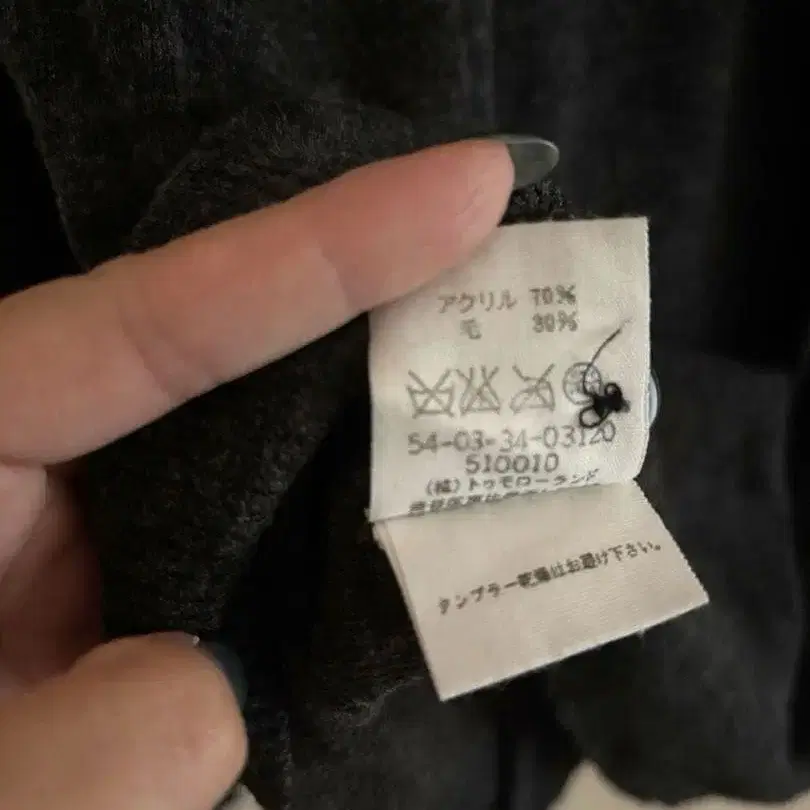 アクリル 70%
毛 30%
54-03-34-03120
510010
(株)トゥモローランド
タンブラー乾燥はお避け下さい。